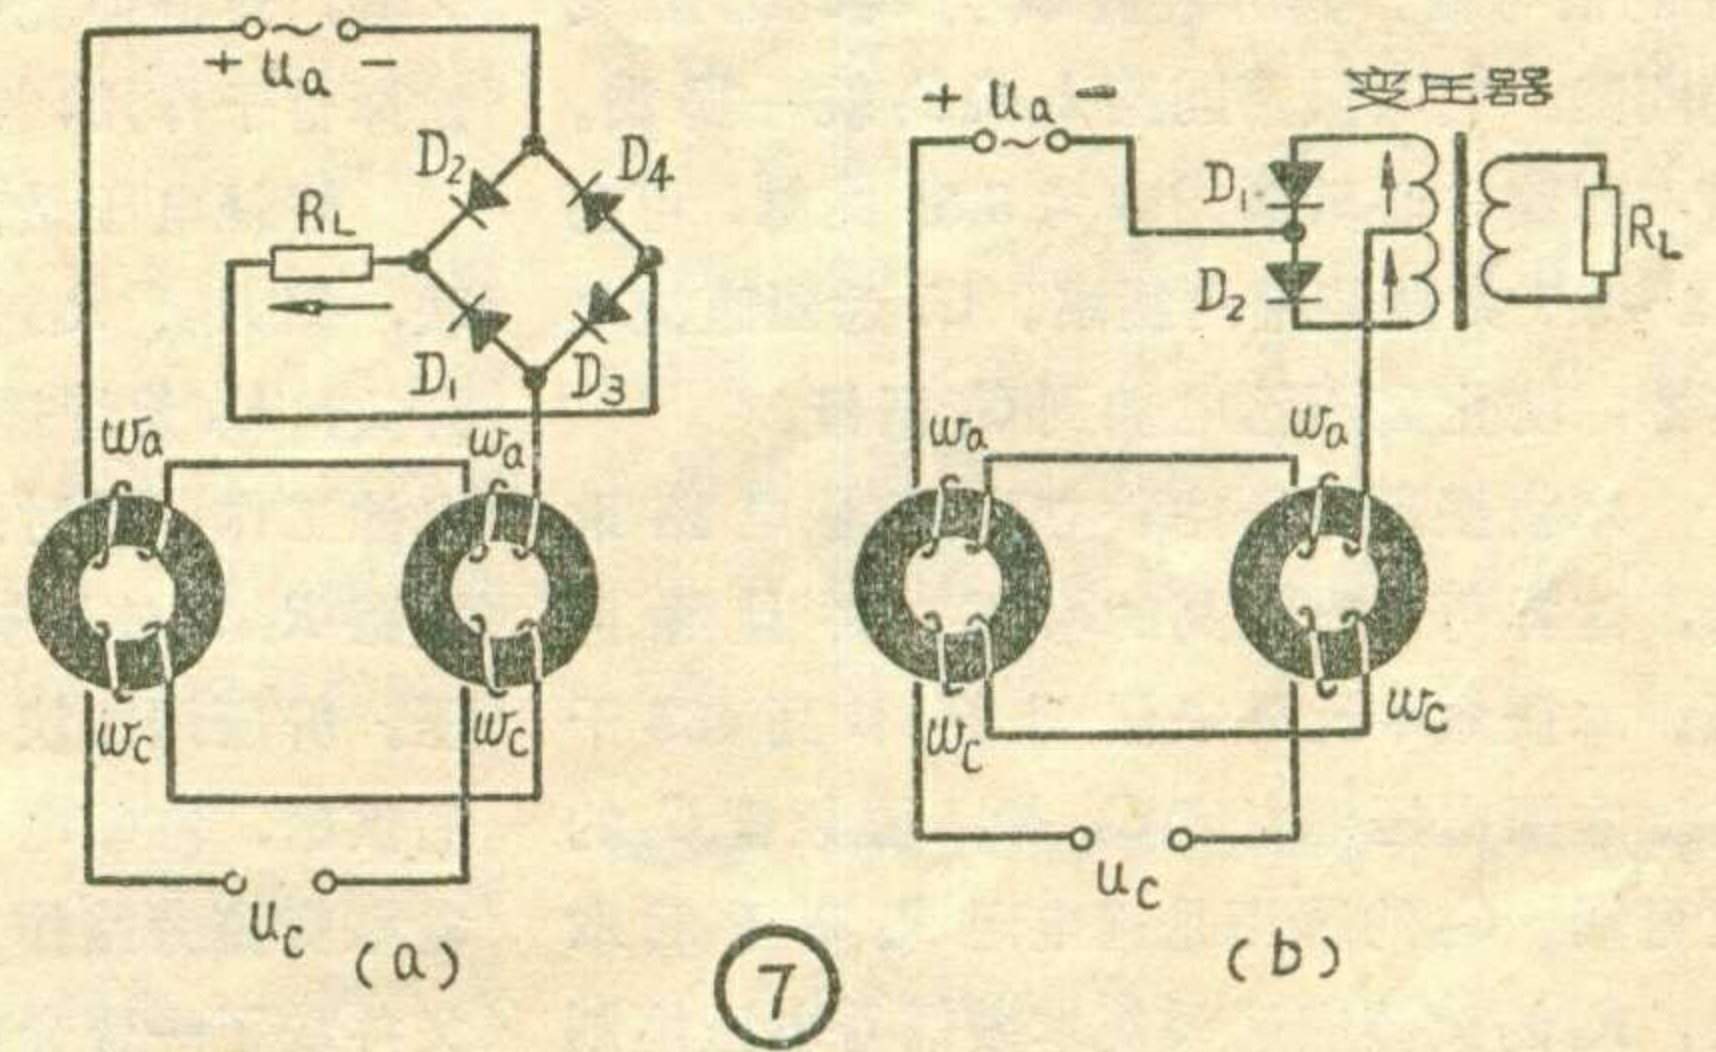 + ~ −
ua
D2
D4
RL
D1
D3
wa
wa
wc
wc
uc
(a)
+ ua −
~
变压器
D1
D2
RL
wa
wa
wc
wc
uc
(b)
7